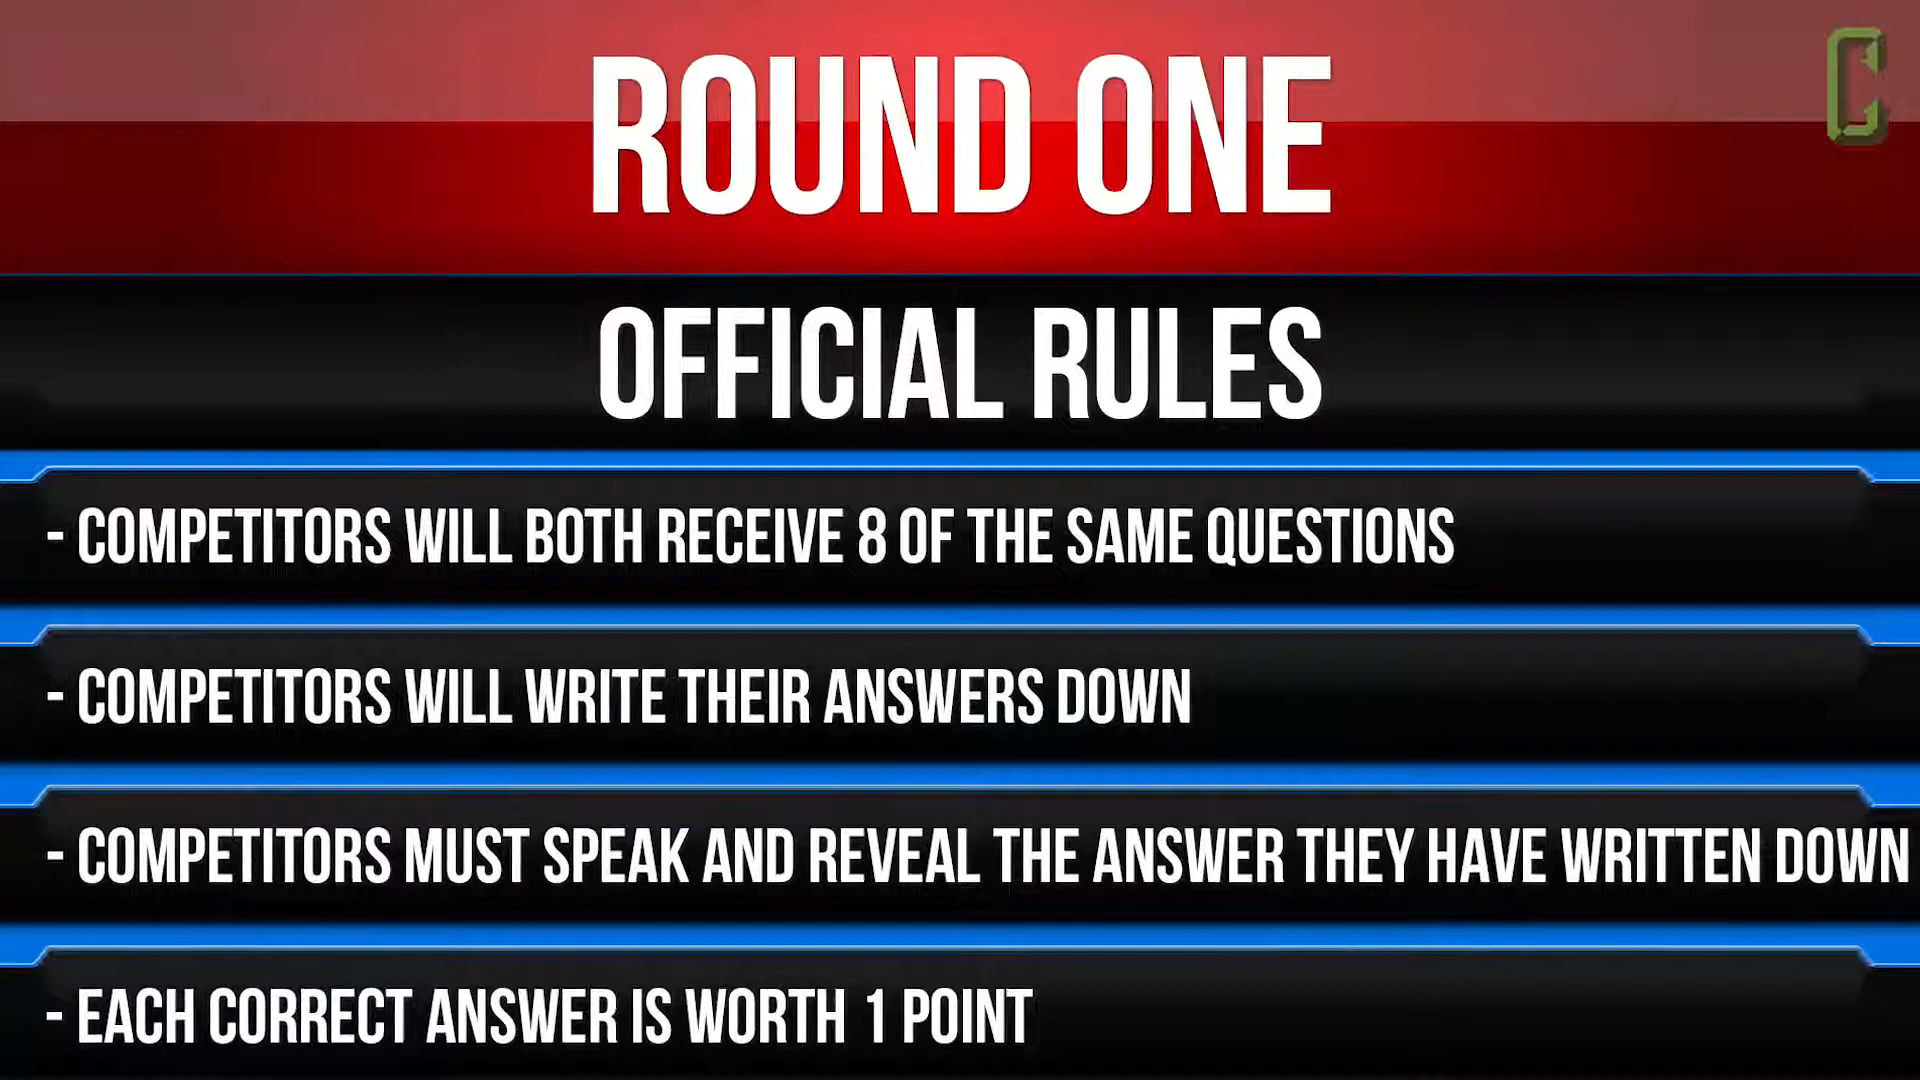 ROUND ONE
OFFICIAL RULES
- COMPETITORS WILL BOTH RECEIVE 8 OF THE SAME QUESTIONS
- COMPETITORS WILL WRITE THEIR ANSWERS DOWN
- COMPETITORS MUST SPEAK AND REVEAL THE ANSWER THEY HAVE WRITTEN DOWN
- EACH CORRECT ANSWER IS WORTH 1 POINT